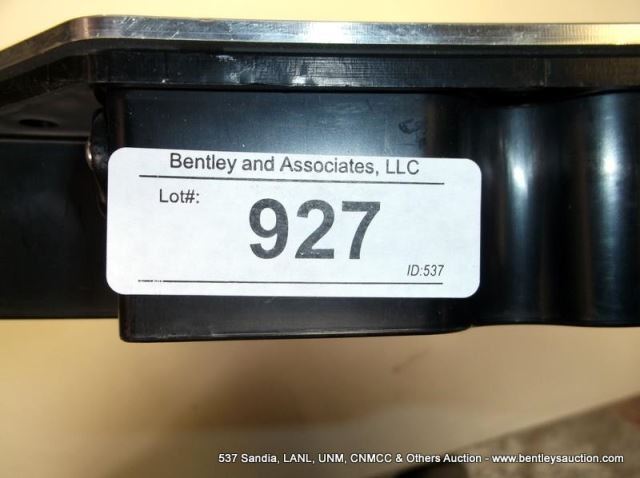 Bentley and Associates, LLC
Lot#:
927
ID:537
537 Sandia, LANL, UNM, CNMCC & Others Auction - www.bentleysauction.com